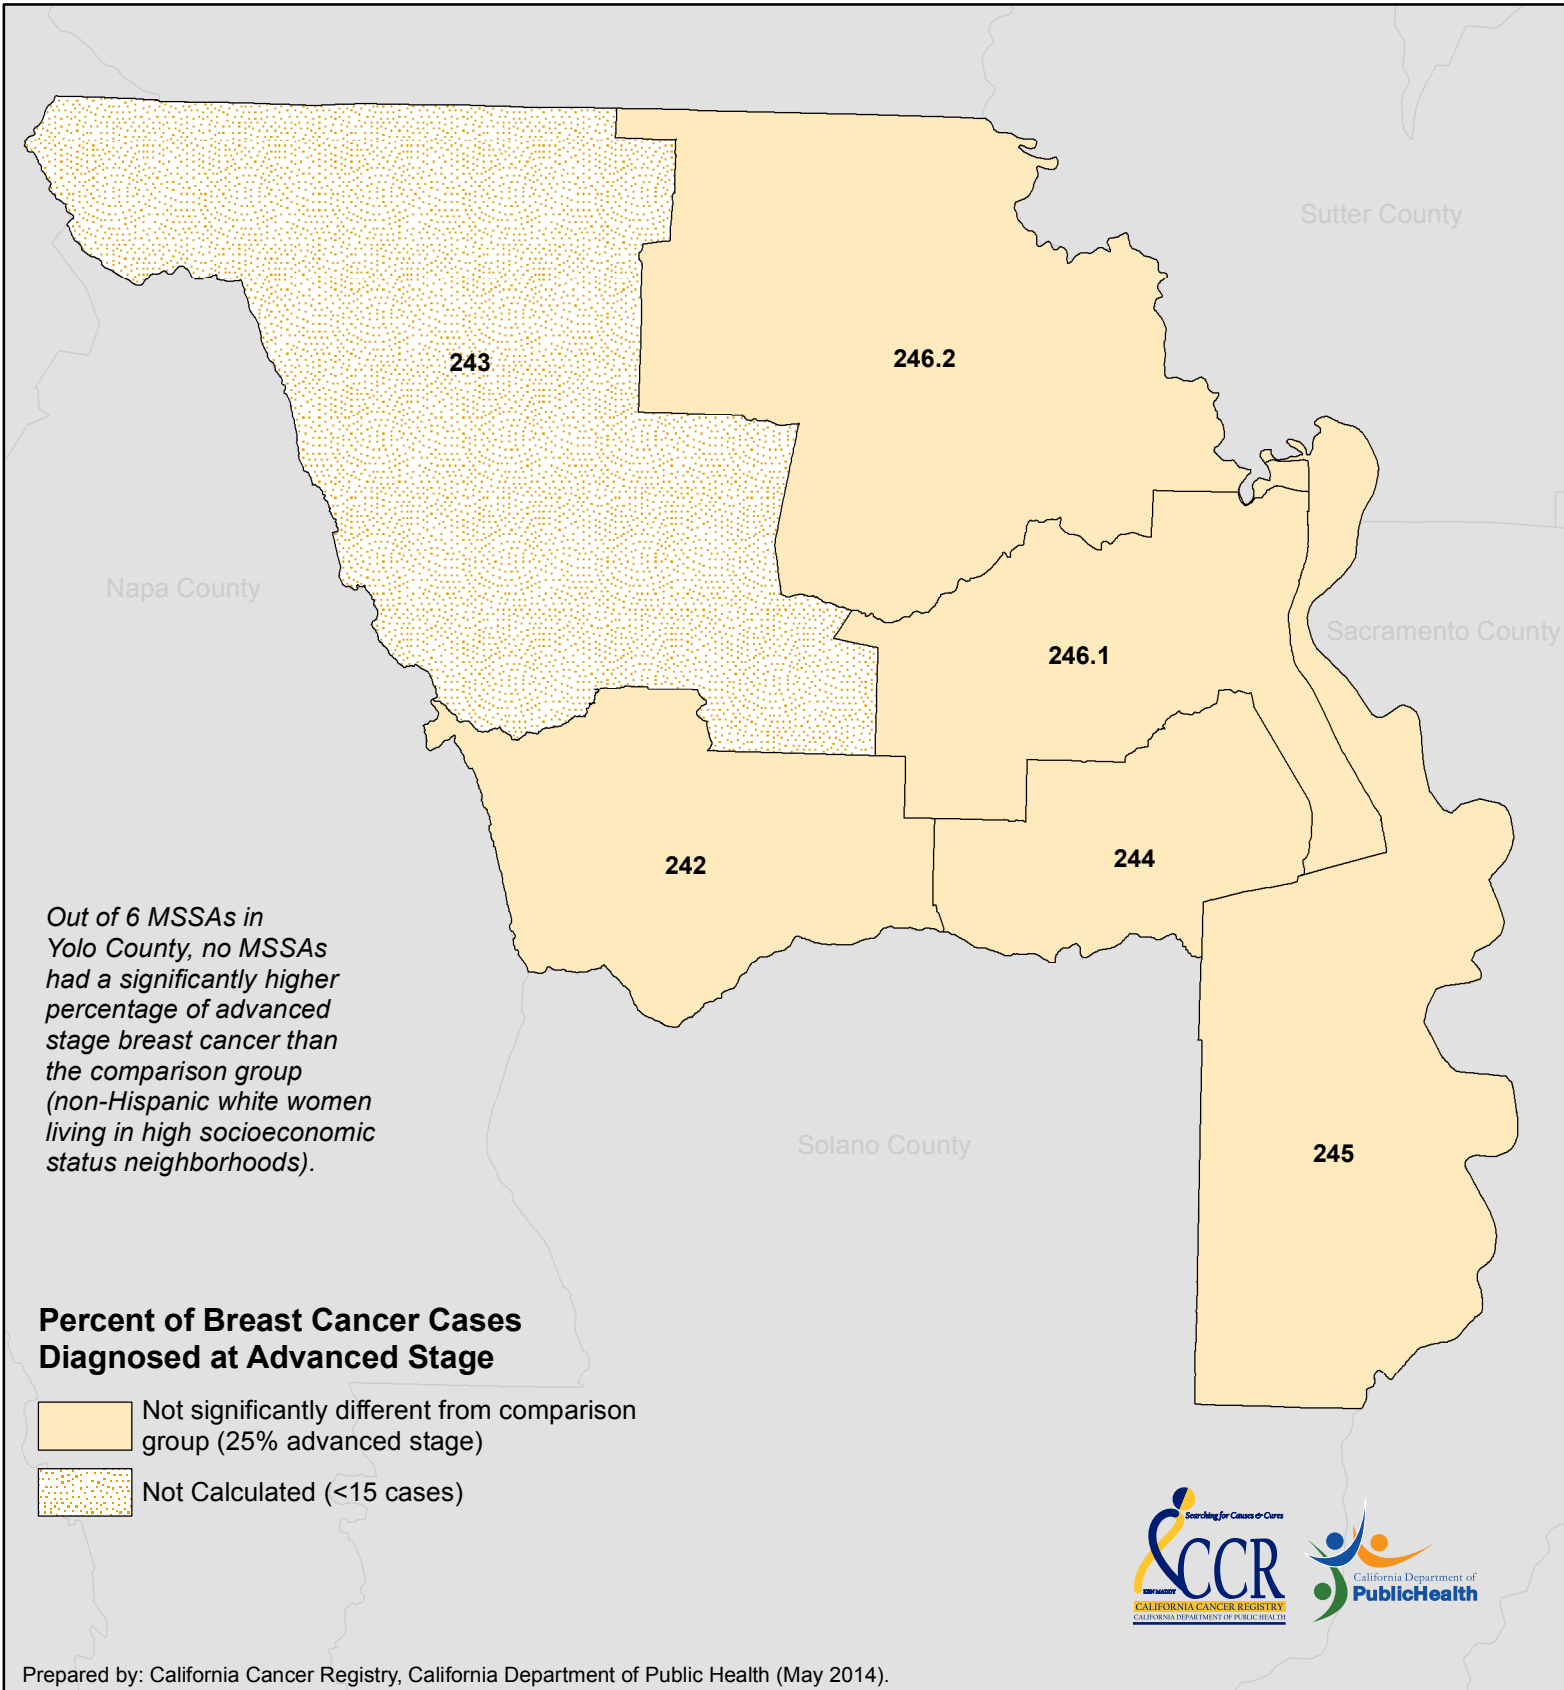 Sutter County
243
246.2
Napa County
Sacramento County
246.1
242
244
Out of 6 MSSAs in
Yolo County, no MSSAs
had a significantly higher
percentage of advanced
stage breast cancer than
the comparison group
(non-Hispanic white women
living in high socioeconomic
status neighborhoods).
Solano County
245
Percent of Breast Cancer Cases
Diagnosed at Advanced Stage
Not significantly different from comparison
group (25% advanced stage)
Not Calculated (<15 cases)
Searching for Causes & Cures
CCR
KEN MADDY
CALIFORNIA CANCER REGISTRY
CALIFORNIA DEPARTMENT OF PUBLIC HEALTH
California Department of
PublicHealth
Prepared by: California Cancer Registry, California Department of Public Health (May 2014).